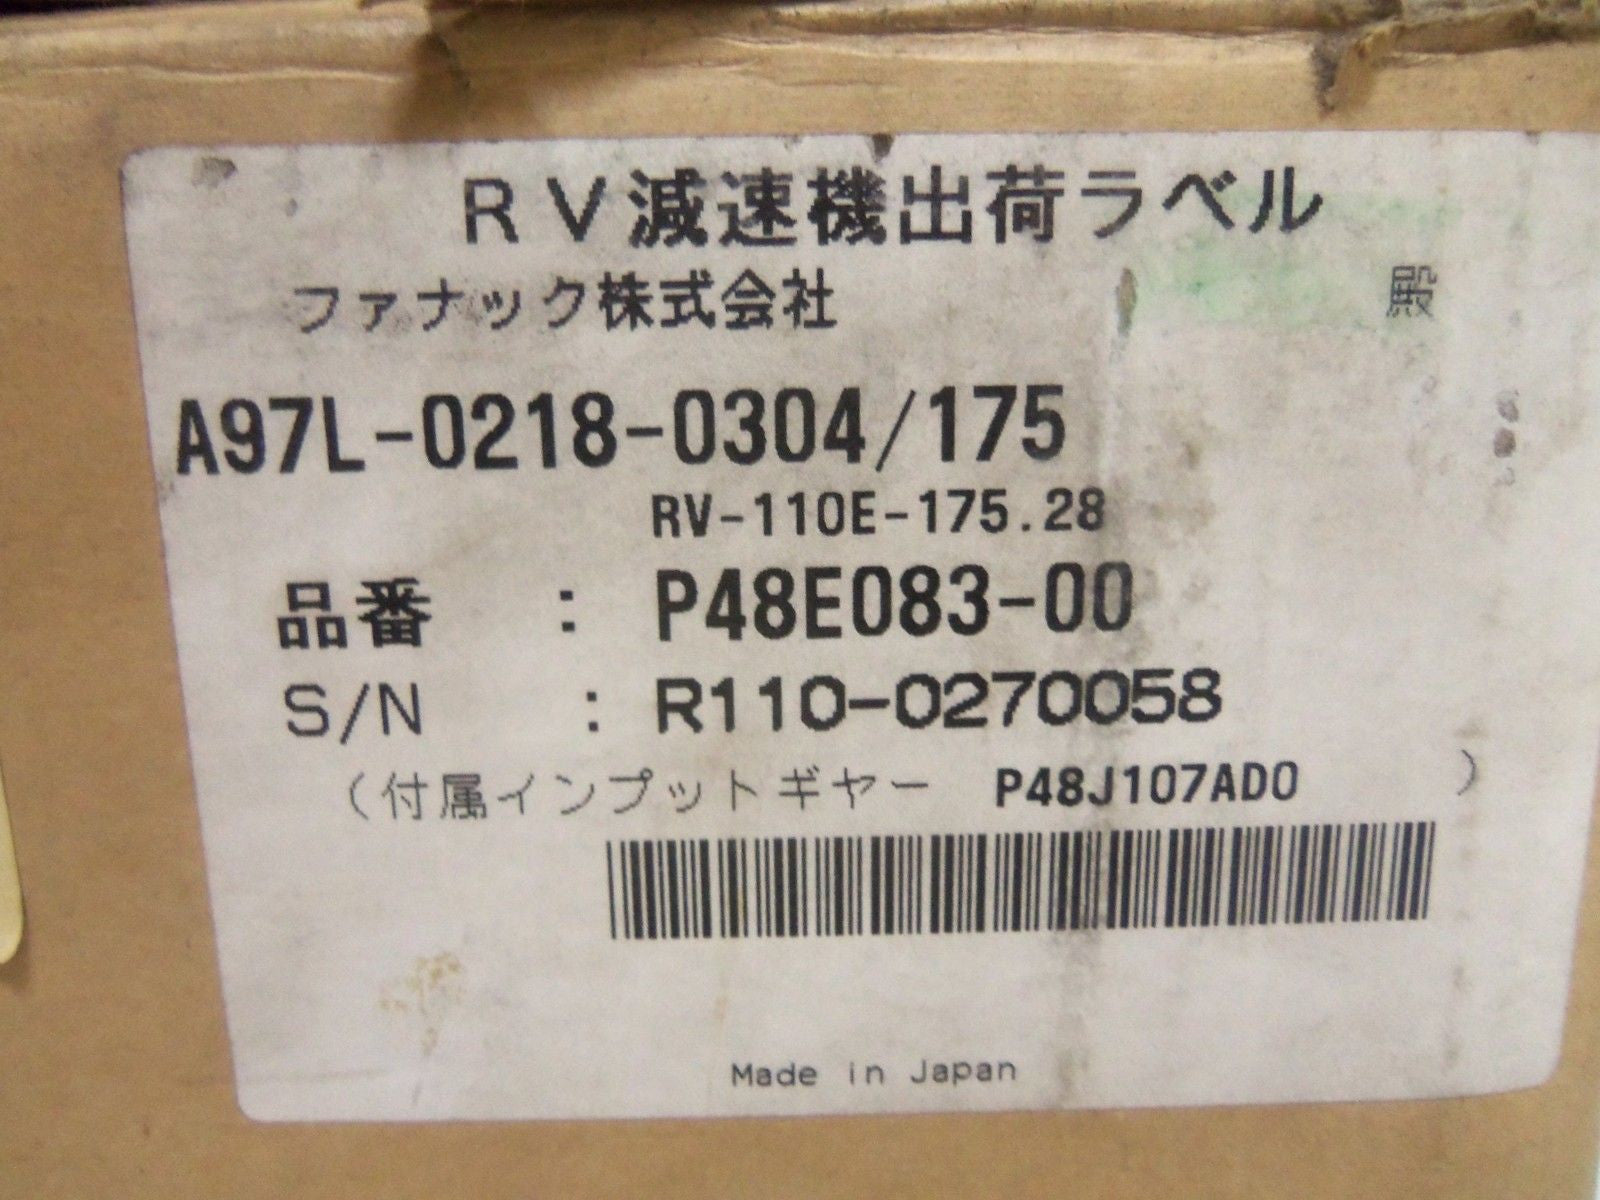 RV減速機出荷ラベル
ファナック株式会社 殿
A97L-0218-0304/175
RV-110E-175.28
品番 : P48E083-00
S/N : R110-0270058
(付属インプットギヤー P48J107AD0 )
Made in Japan